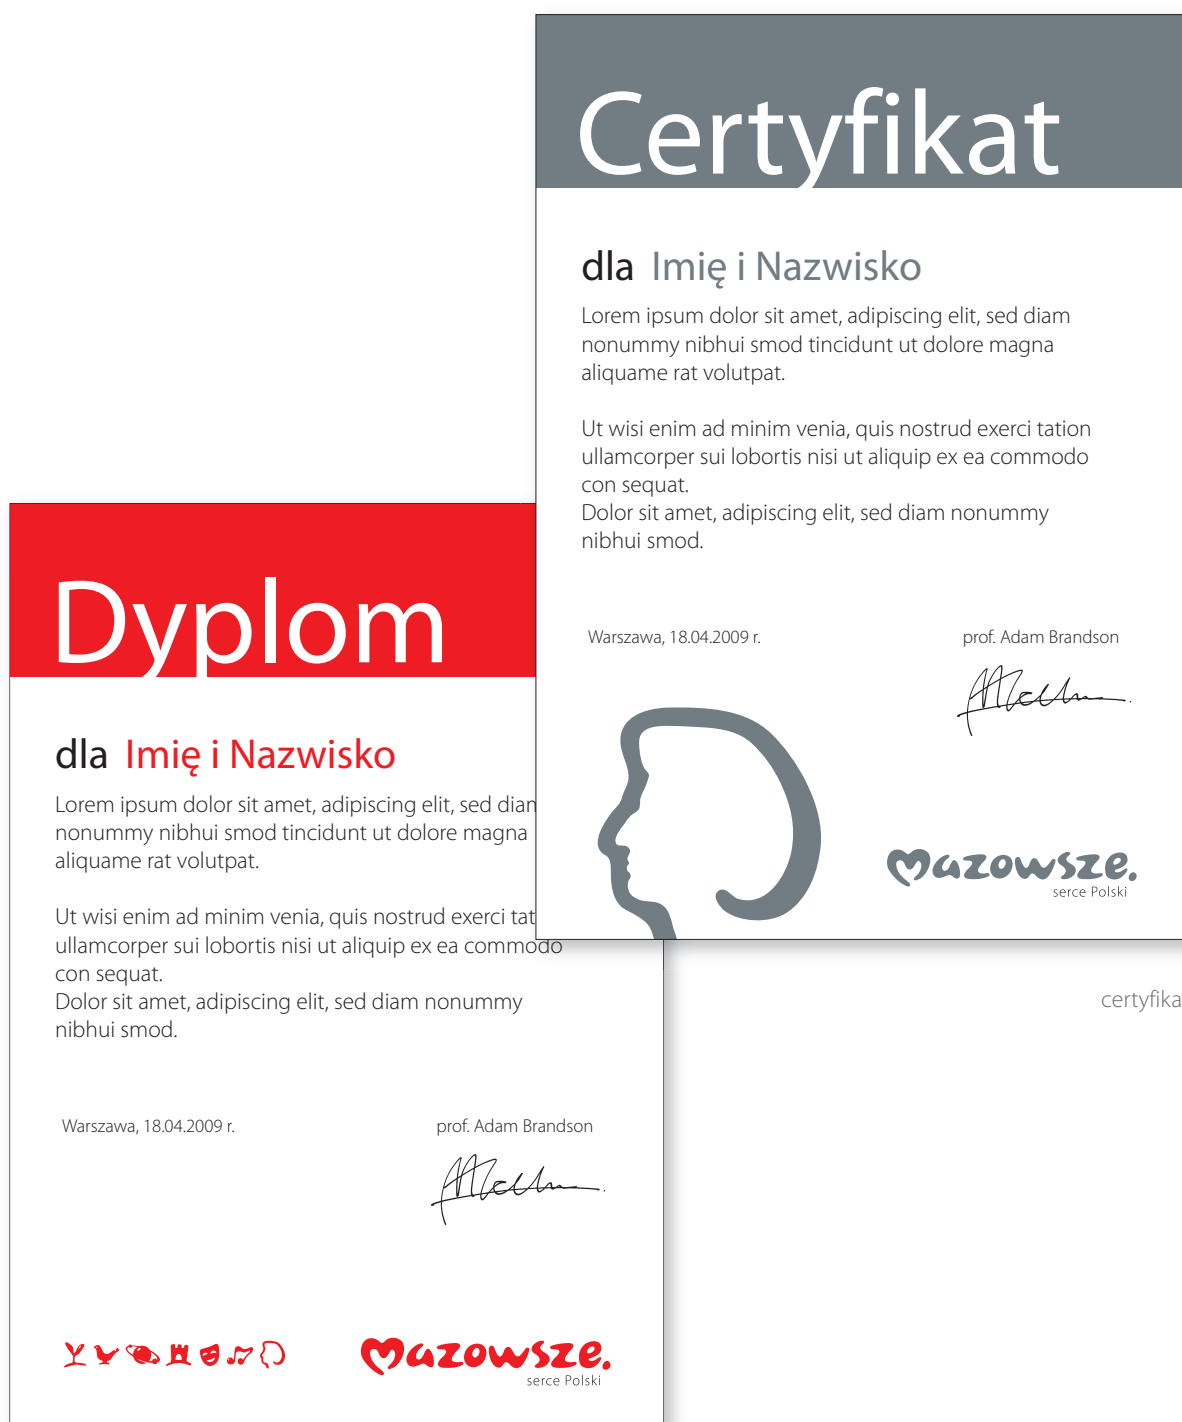 Certyfikat
dla Imię i Nazwisko
Lorem ipsum dolor sit amet, adipiscing elit, sed diam
nonummy nibhui smod tincidunt ut dolore magna
aliquame rat volutpat.
Ut wisi enim ad minim venia, quis nostrud exerci tation
ullamcorper sui lobortis nisi ut aliquip ex ea commodo
con sequat.
Dolor sit amet, adipiscing elit, sed diam nonummy
nibhui smod.
Warszawa, 18.04.2009 r.
prof. Adam Brandson
mazowsze.
serce Polski
certyfika
Dyplom
dla Imię i Nazwisko
Lorem ipsum dolor sit amet, adipiscing elit, sed diam
nonummy nibhui smod tincidunt ut dolore magna
aliquame rat volutpat.
Ut wisi enim ad minim venia, quis nostrud exerci tat
ullamcorper sui lobortis nisi ut aliquip ex ea commodo
con sequat.
Dolor sit amet, adipiscing elit, sed diam nonummy
nibhui smod.
Warszawa, 18.04.2009 r.
prof. Adam Brandson
mazowsze.
serce Polski